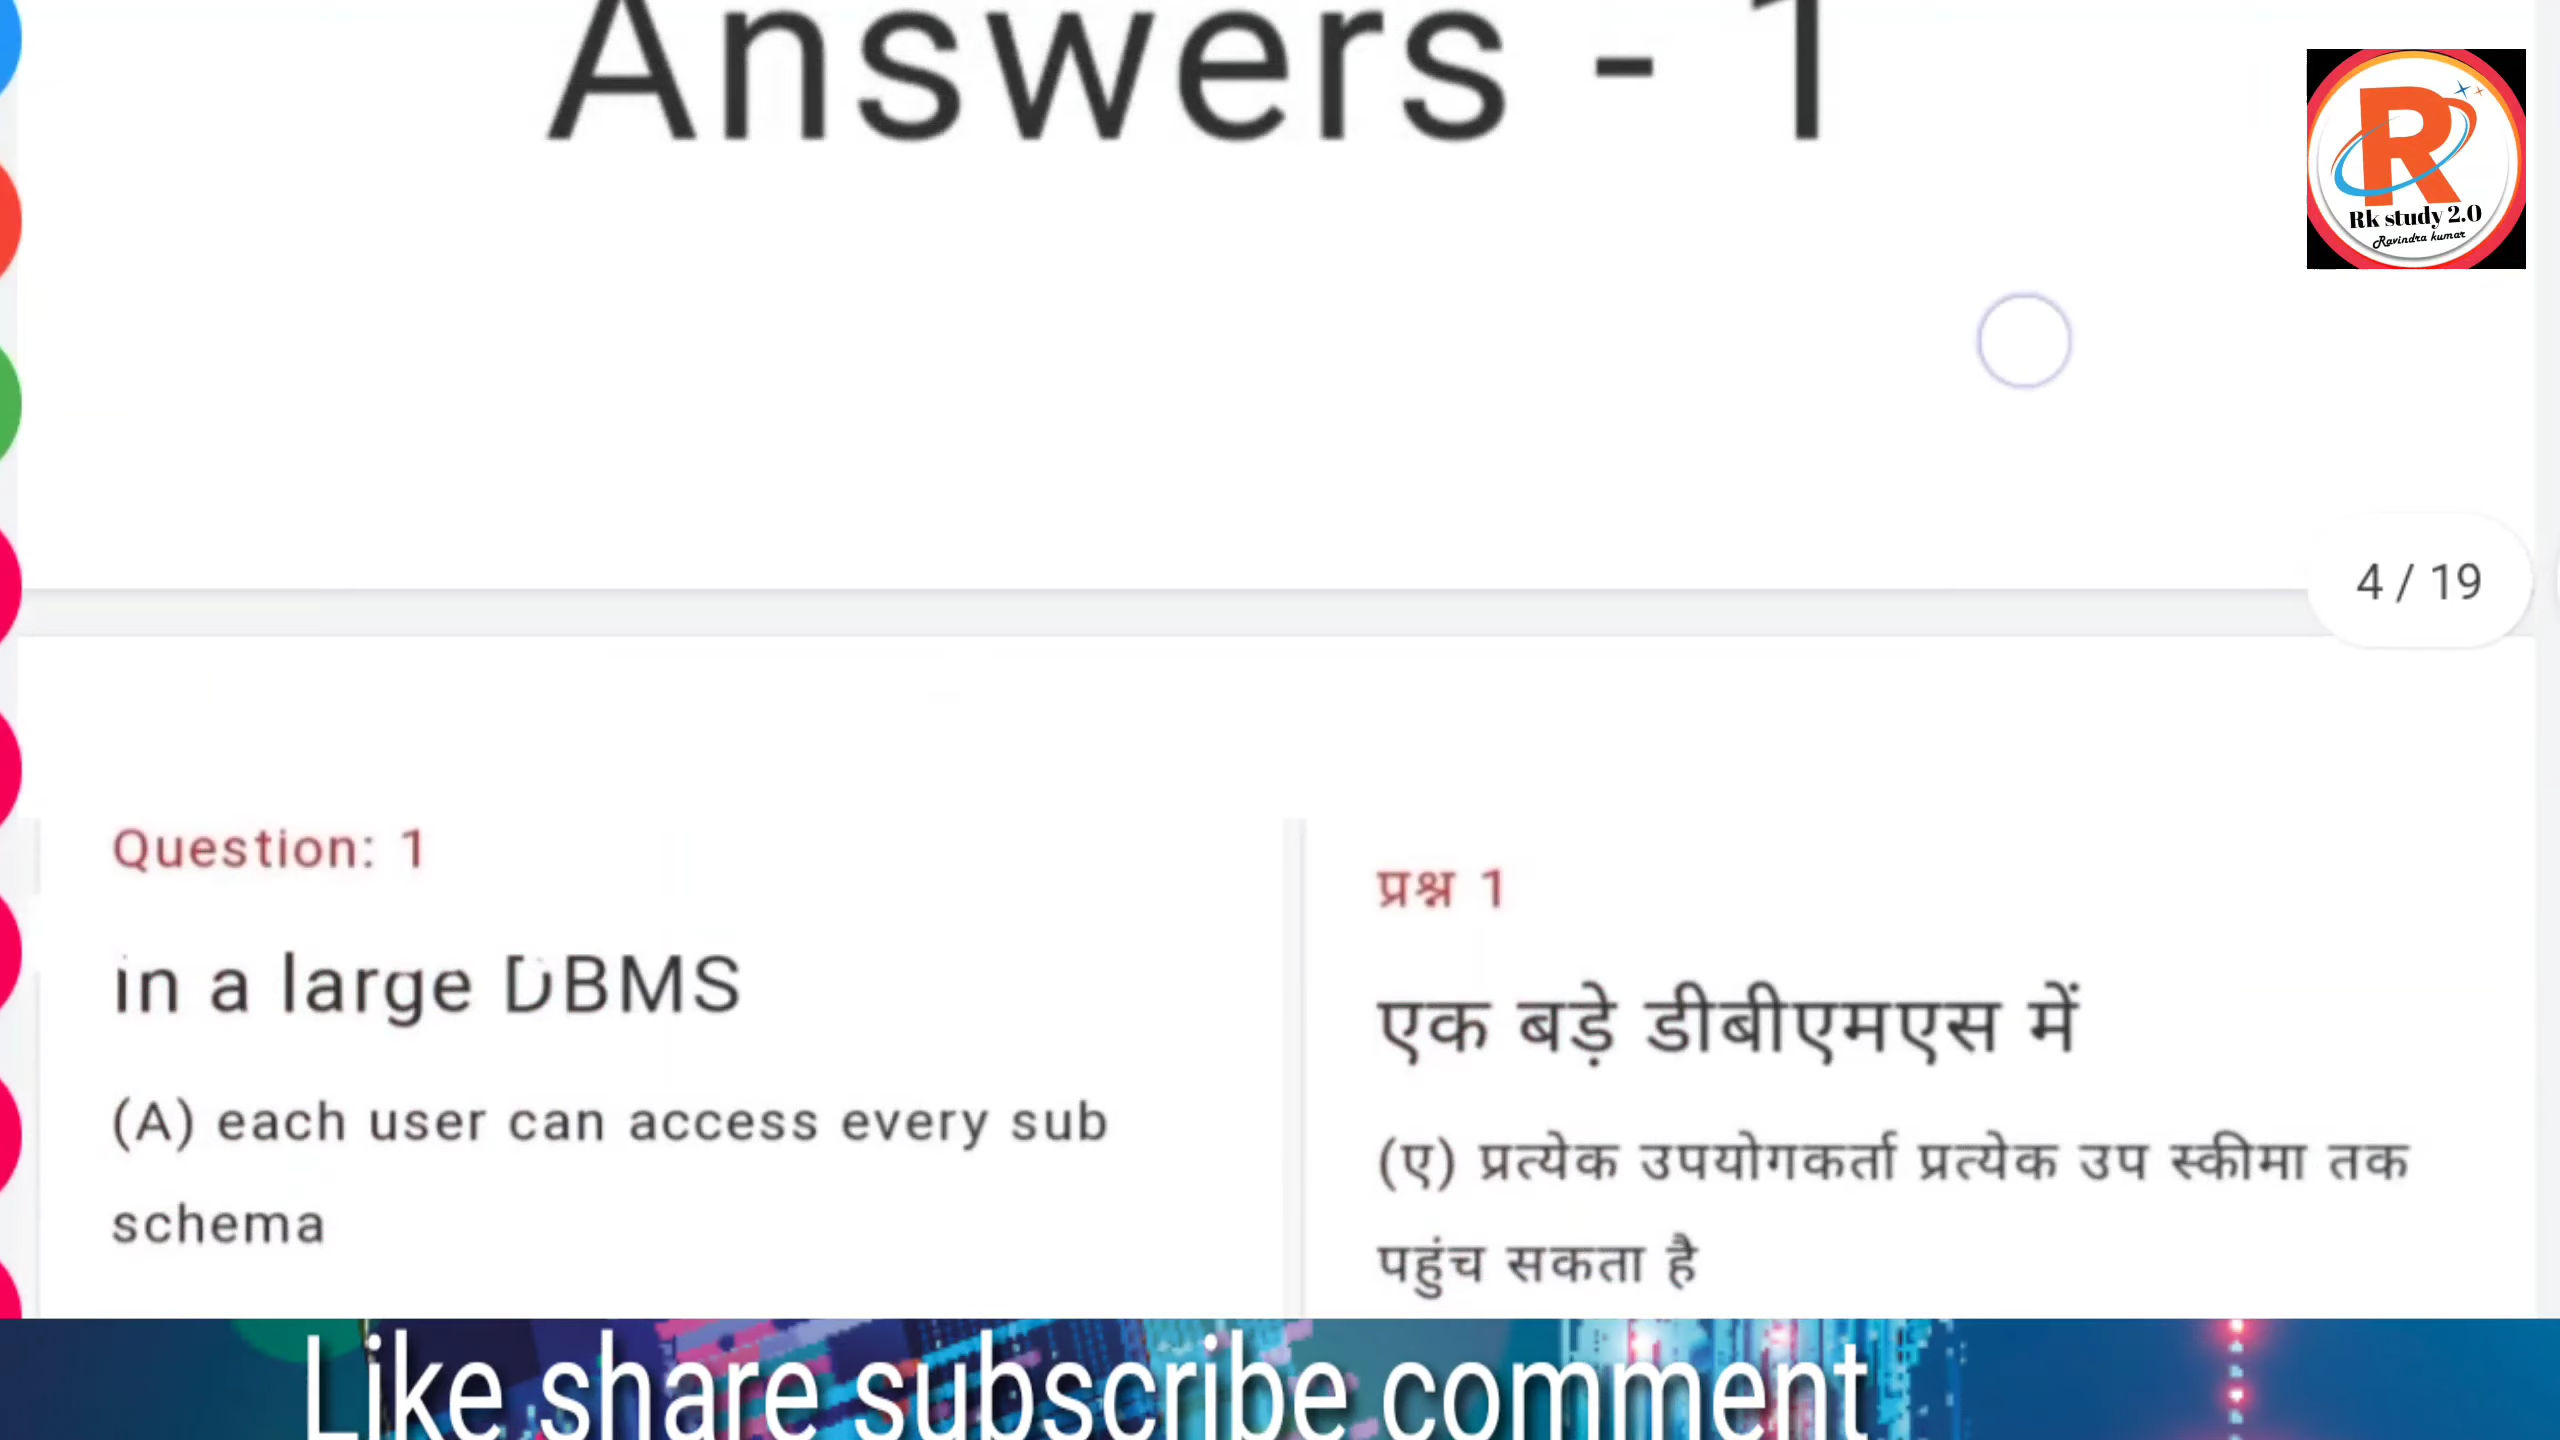 Answers - 1
Rk study 2.0
Ravindra kumar
4 / 19
Question: 1
in a large DBMS
(A) each user can access every sub
schema
प्रश्न 1
एक बड़े डीबीएमएस में
(ए) प्रत्येक उपयोगकर्ता प्रत्येक उप स्कीमा तक
पहुंच सकता है
Like share subscribe comment